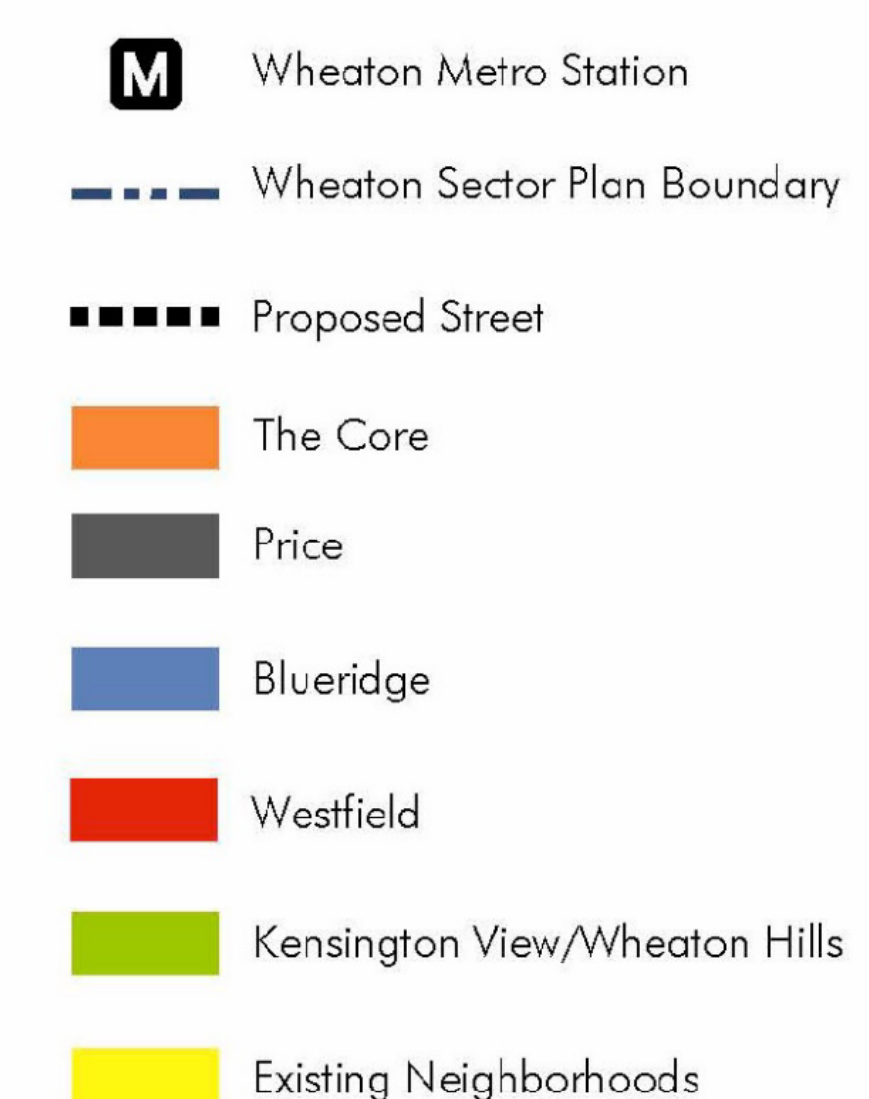 M Wheaton Metro Station
Wheaton Sector Plan Boundary
Proposed Street
The Core
Price
Blueridge
Westfield
Kensington View/Wheaton Hills
Existing Neighborhoods